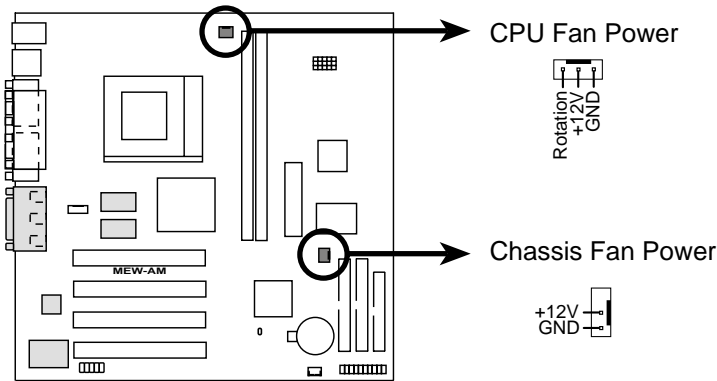 CPU Fan Power
Rotation
+12V
GND
MEW-AM
Chassis Fan Power
+12V
GND